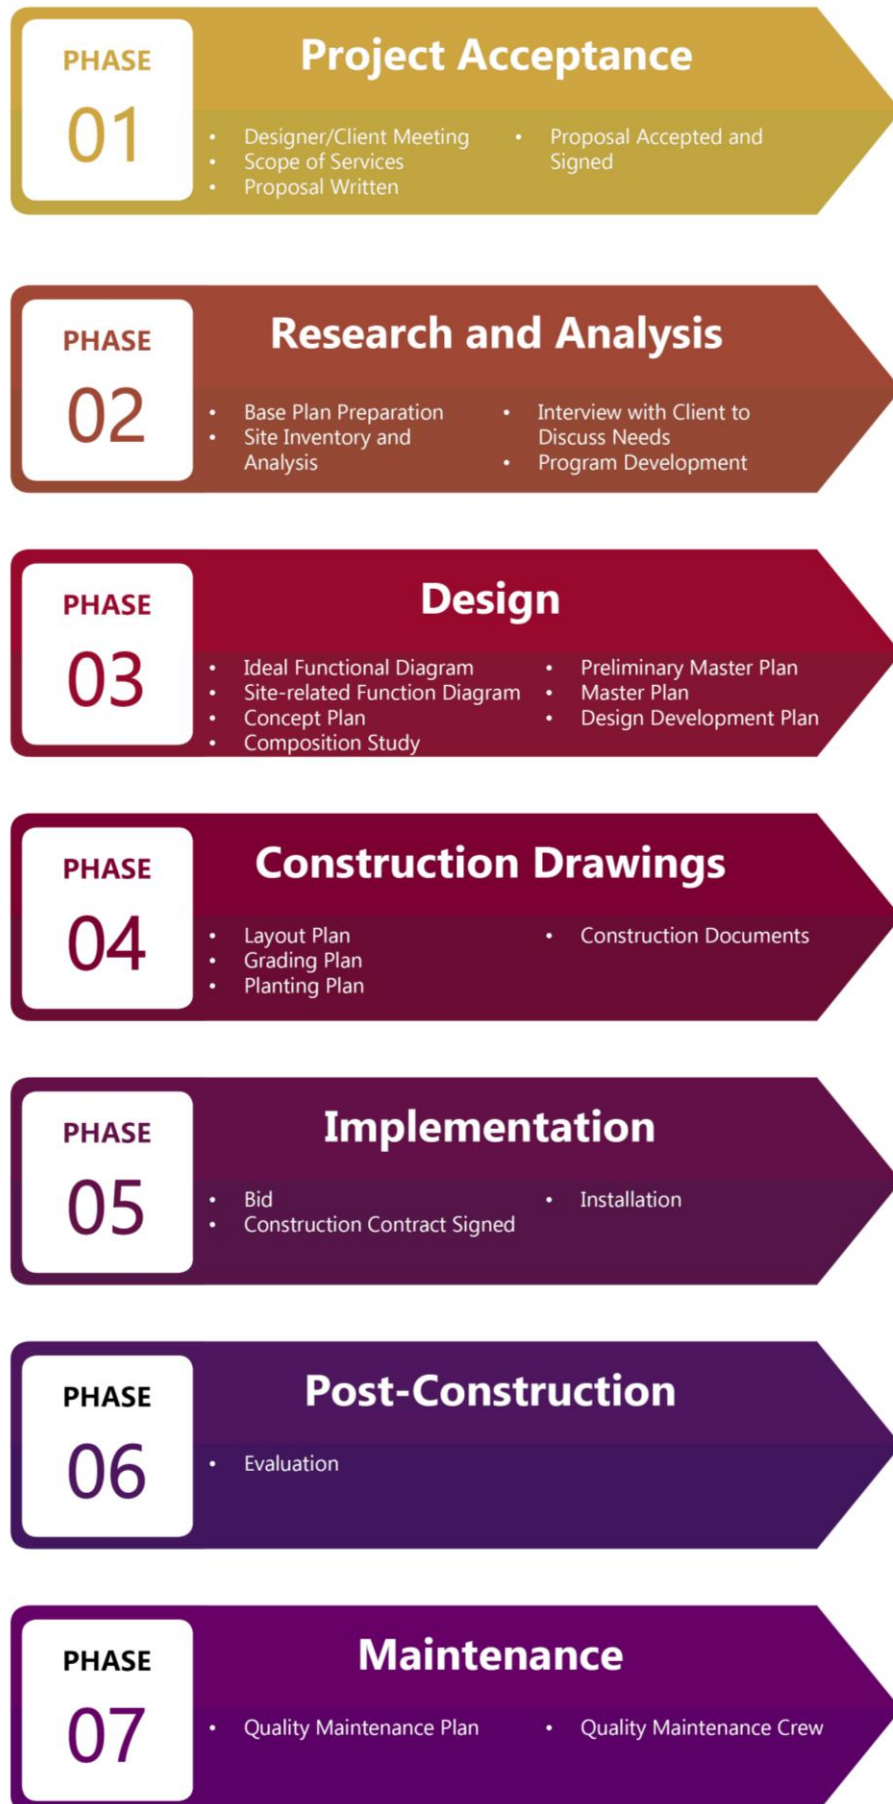 PHASE
01
Project Acceptance
• Designer/Client Meeting
• Scope of Services
• Proposal Written
• Proposal Accepted and
Signed
PHASE
02
Research and Analysis
• Base Plan Preparation
• Site Inventory and
Analysis
• Interview with Client to
Discuss Needs
• Program Development
PHASE
03
Design
• Ideal Functional Diagram
• Site-related Function Diagram
• Concept Plan
• Composition Study
• Preliminary Master Plan
• Master Plan
• Design Development Plan
PHASE
04
Construction Drawings
• Layout Plan
• Grading Plan
• Planting Plan
• Construction Documents
PHASE
05
Implementation
• Bid
• Construction Contract Signed
• Installation
PHASE
06
Post-Construction
• Evaluation
PHASE
07
Maintenance
• Quality Maintenance Plan
• Quality Maintenance Crew